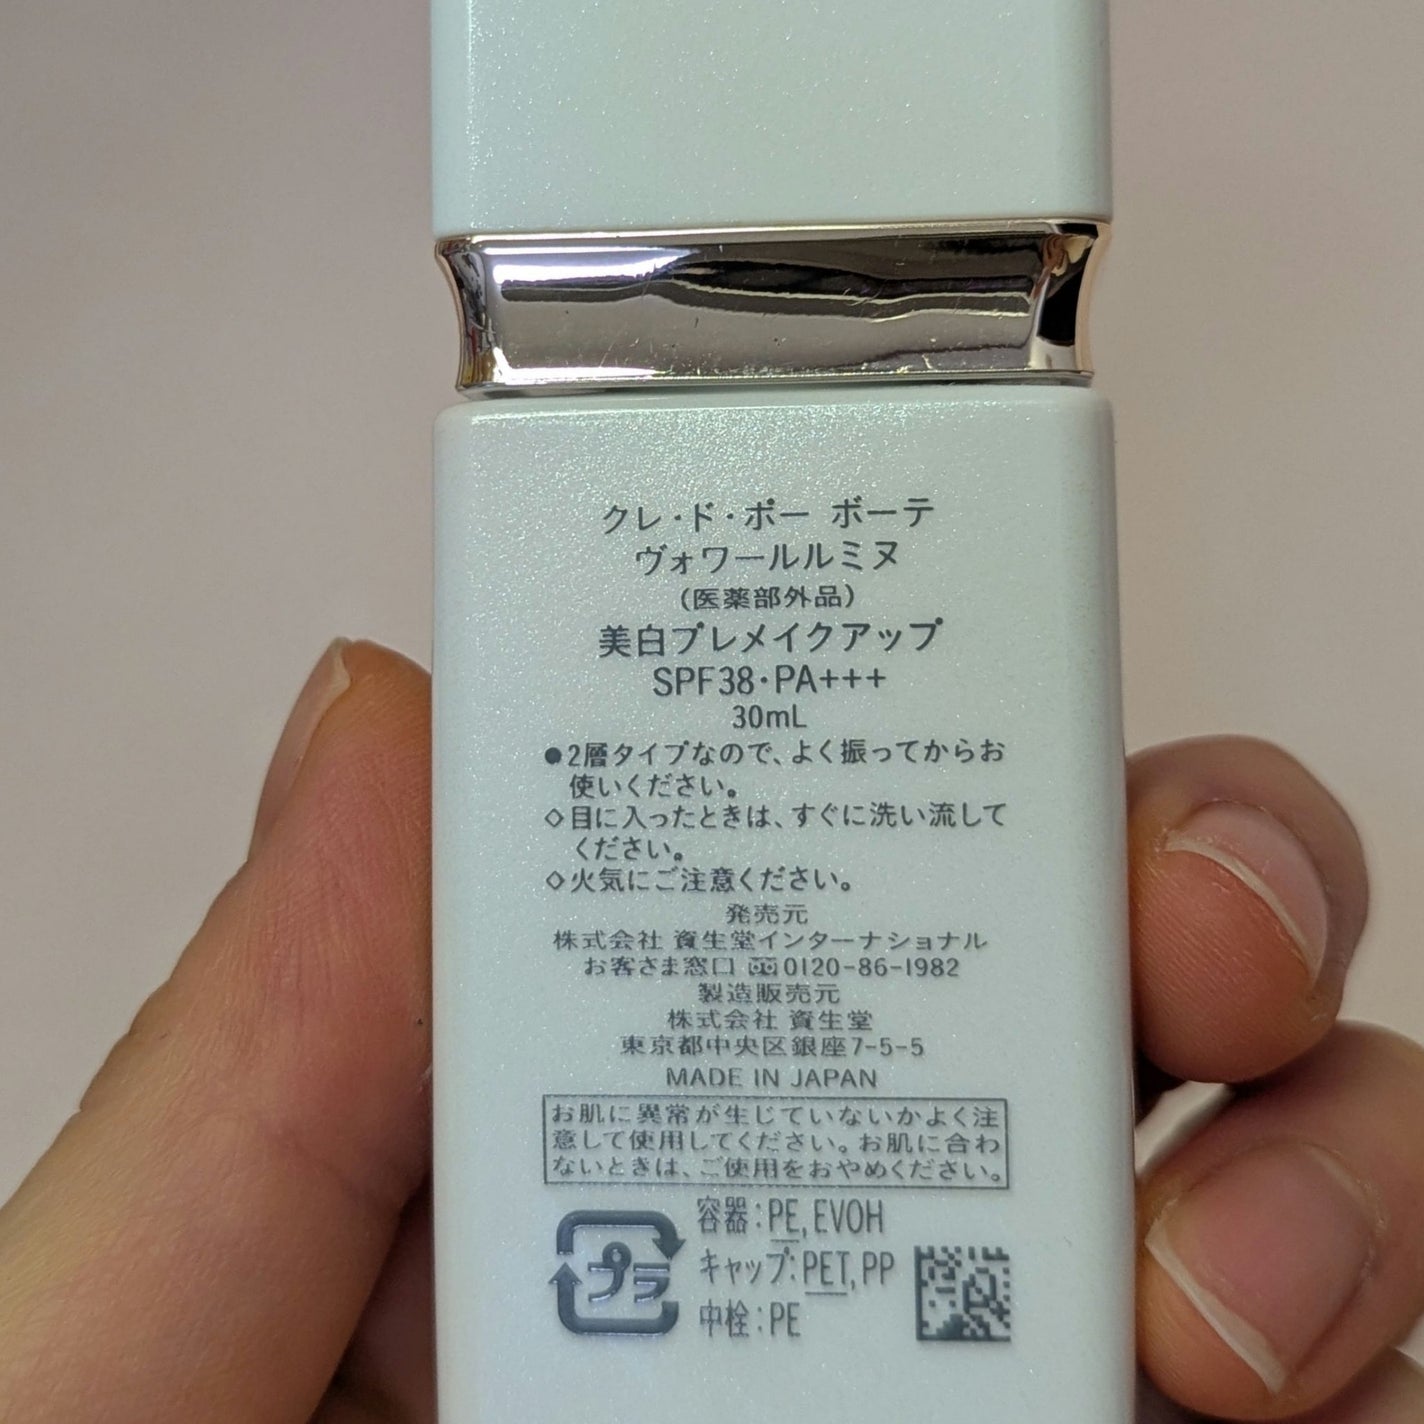 クレ・ド・ポー ボーテ
ヴォワールルミヌ
(医薬部外品)
美白プレメイクアップ
SPF38・PA+++
30mL
●2層タイプなので、よく振ってからお
使いください。
◇目に入ったときは、すぐに洗い流して
ください。
◇火気にご注意ください。
発売元
株式会社 資生堂インターナショナル
お客さま窓口 0120-86-1982
製造販売元
株式会社 資生堂
東京都中央区銀座7-5-5
MADE IN JAPAN
お肌に異常が生じていないかよく注
意して使用してください。お肌に合わ
ないときは、ご使用をおやめください。
プラ
容器:PE,EVOH
キャップ:PET,PP
中栓:PE